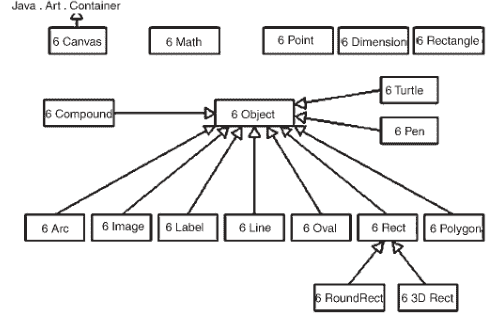 Java . Art . Container
6 Canvas
6 Math
6 Point
6 Dimension
6 Rectangle
6 Turtle
6 Compound
6 Object
6 Pen
6 Arc
6 Image
6 Label
6 Line
6 Oval
6 Rect
6 Polygon
6 RoundRect
6 3D Rect